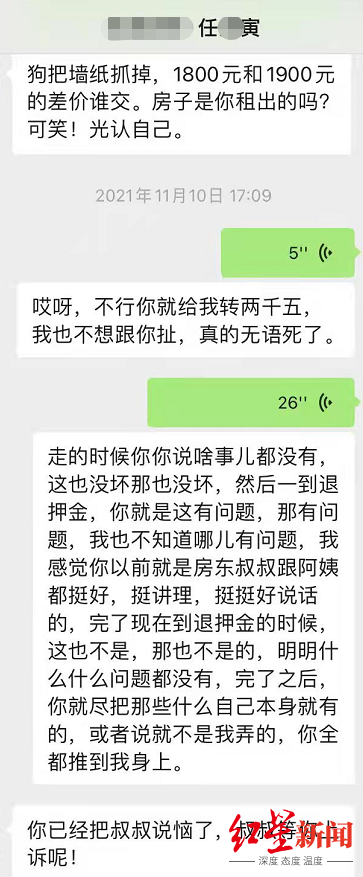 任 寅
狗把墙纸抓掉，1800元和1900元
的差价谁交。房子是你租出的吗？
可笑！光认自己。
2021年11月10日 17:09
5''
哎呀，不行你就给我转两千五，
我也不想跟你扯，真的无语死了。
26''
走的时候你你说啥事儿都没有，
这也没坏那也没坏，然后一到退
押金，你就是这有问题，那有问
题，我也不知道哪儿有问题，我
感觉你以前就是房东叔叔跟阿姨
都挺好，挺讲理，挺挺好说话
的，完了现在到退押金的时候，
这也不是，那也不是的，明明什
么什么问题都没有，完了之后，
你就尽把那些什么自己本身就有
的，或者说就不是我弄的，你全
都推到我身上。
你已经把叔叔说恼了，叔叔等你上
诉呢！
红星新闻
深度 态度 温度